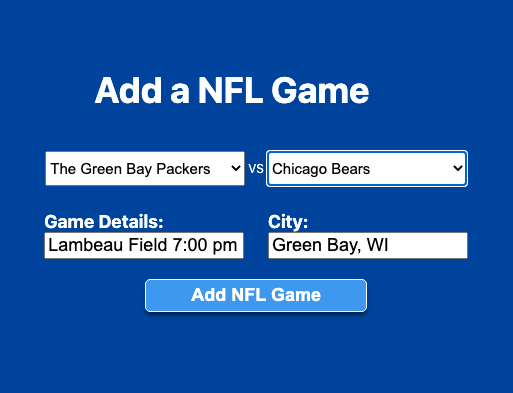 Add a NFL Game
The Green Bay Packers vs Chicago Bears
Game Details: City:
Lambeau Field 7:00 pm Green Bay, WI
Add NFL Game